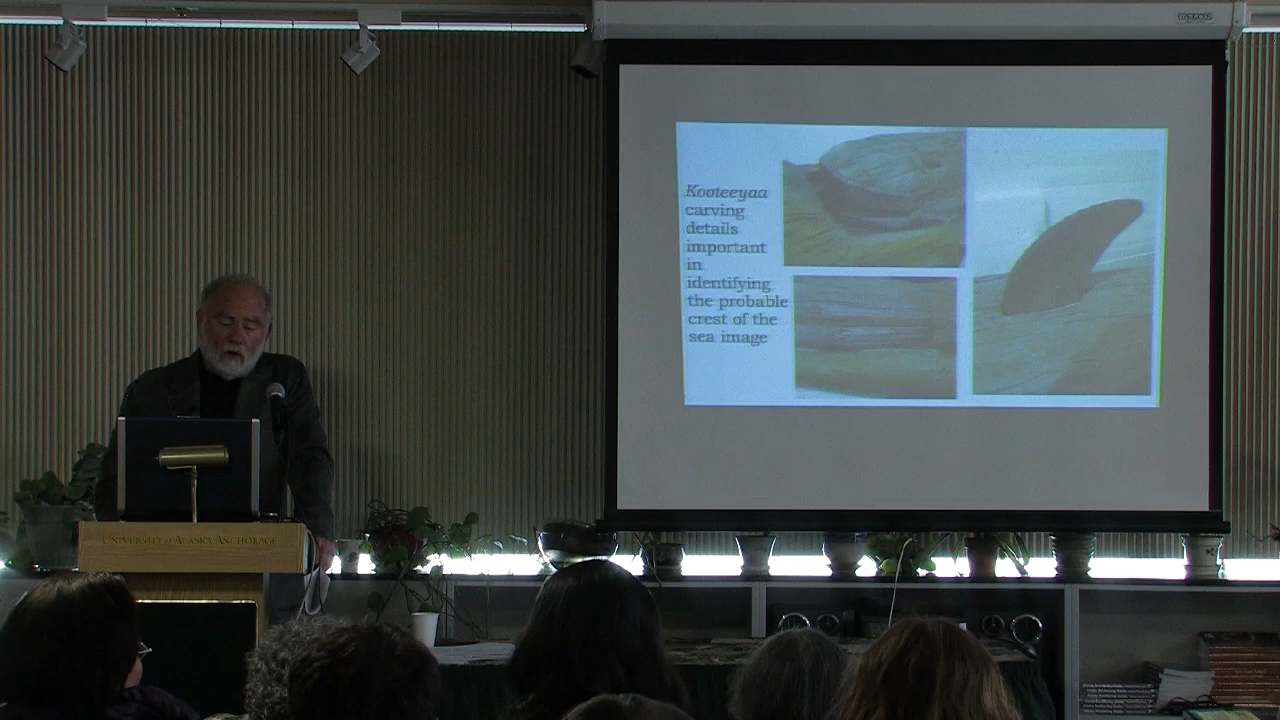 Kooteeyaa
carving
details
important
in
identifying
the probable
crest of the
sea image
UNIVERSITY of ALASKA ANCHORAGE